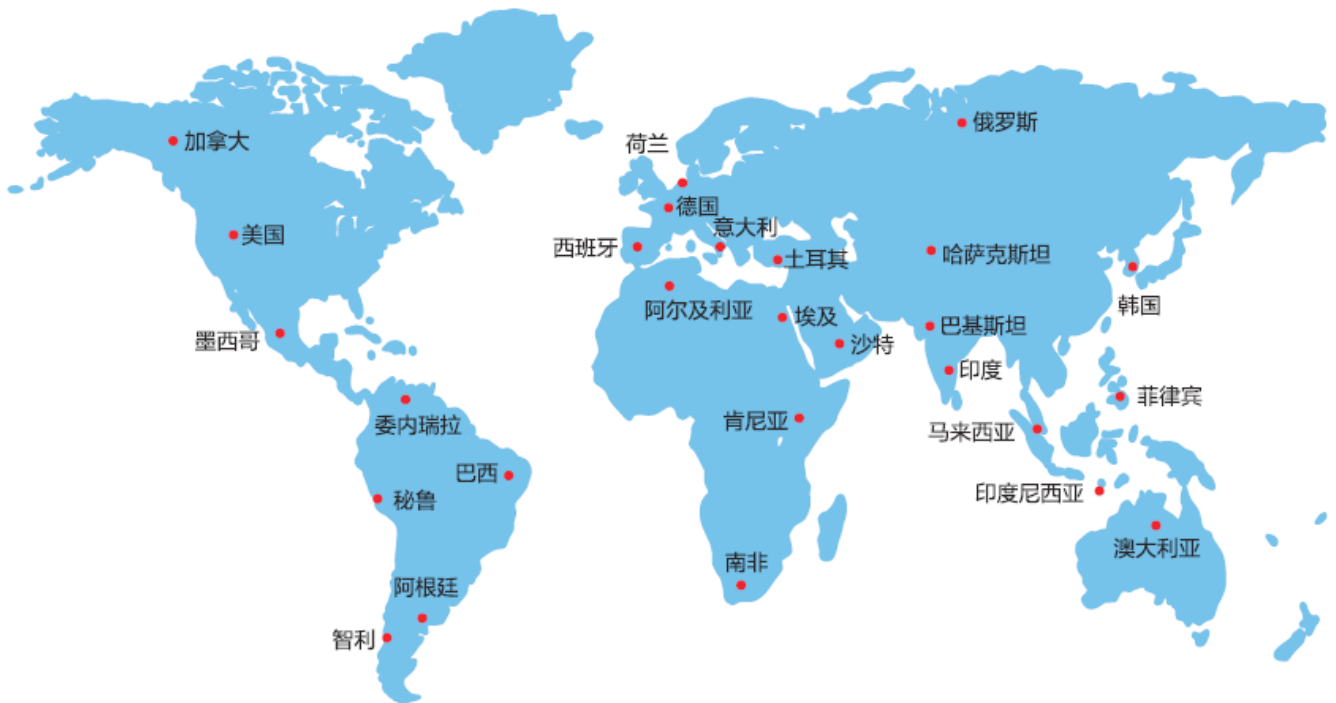 俄罗斯
加拿大
荷兰
德国
意大利
美国
西班牙
土耳其
哈萨克斯坦
韩国
阿尔及利亚
埃及
巴基斯坦
墨西哥
沙特
印度
菲律宾
委内瑞拉
肯尼亚
马来西亚
巴西
秘鲁
印度尼西亚
澳大利亚
南非
阿根廷
智利